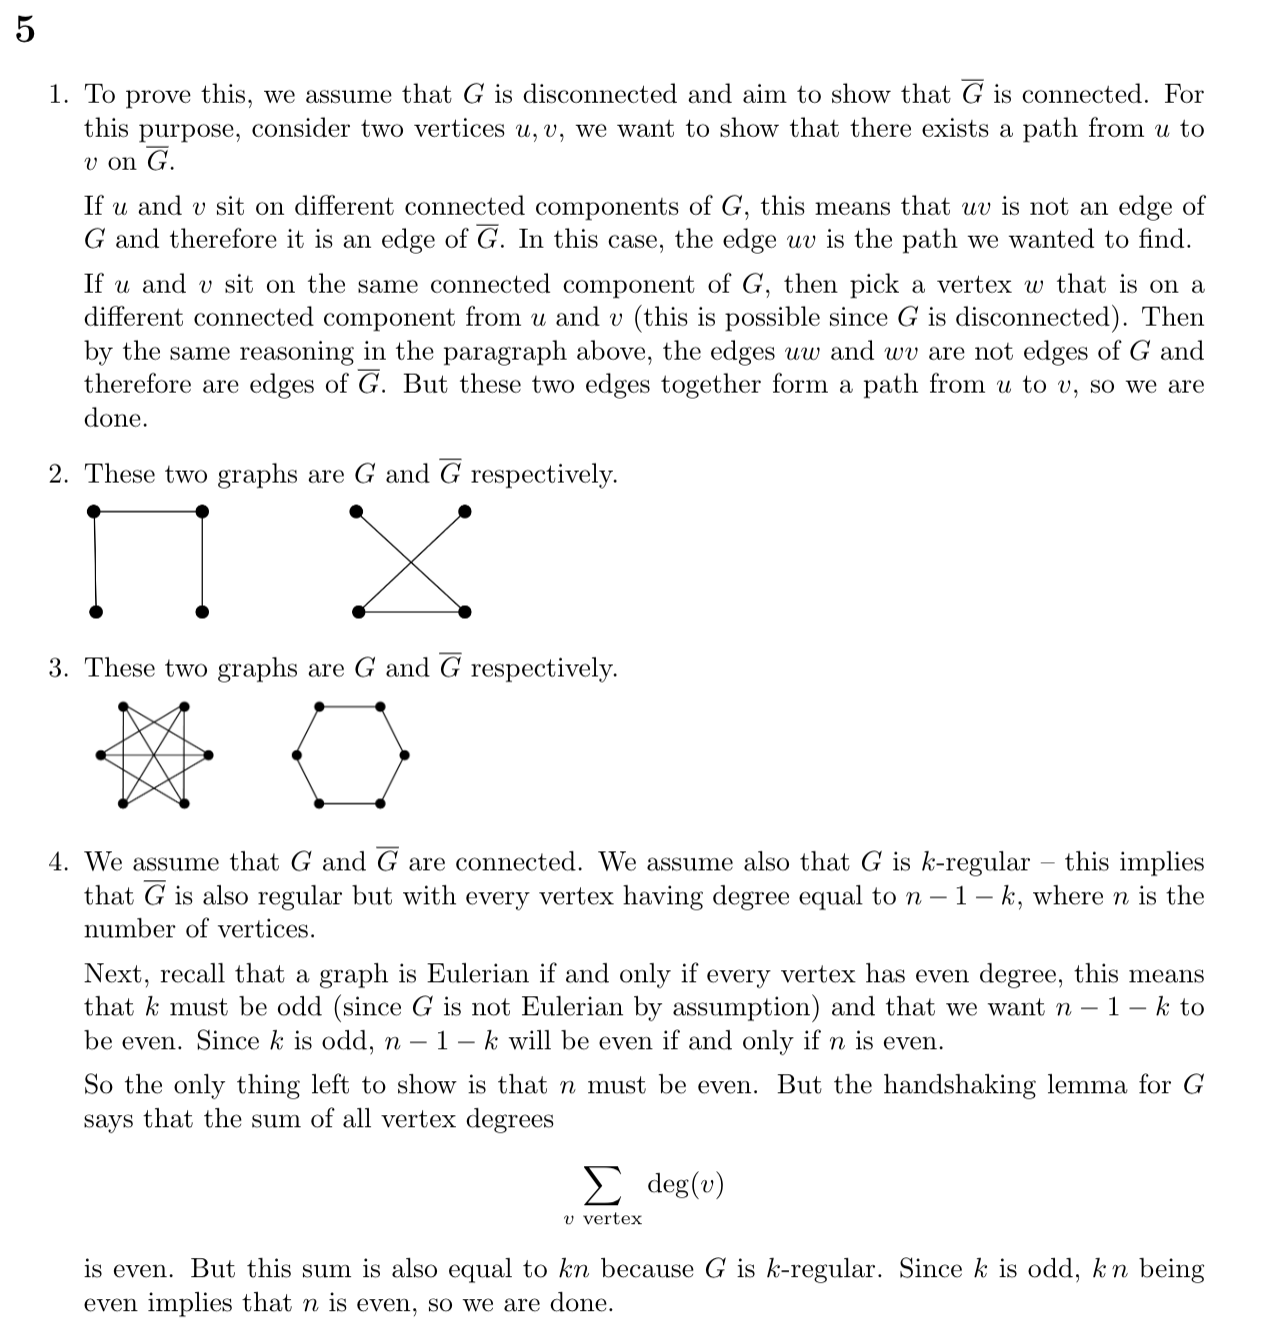 5
1. To prove this, we assume that G is disconnected and aim to show that G̅ is connected. For
this purpose, consider two vertices u, v, we want to show that there exists a path from u to
v on G̅.
If u and v sit on different connected components of G, this means that uv is not an edge of
G and therefore it is an edge of G̅. In this case, the edge uv is the path we wanted to find.
If u and v sit on the same connected component of G, then pick a vertex w that is on a
different connected component from u and v (this is possible since G is disconnected). Then
by the same reasoning in the paragraph above, the edges uw and wv are not edges of G and
therefore are edges of G̅. But these two edges together form a path from u to v, so we are
done.
2. These two graphs are G and G̅ respectively.
3. These two graphs are G and G̅ respectively.
4. We assume that G and G̅ are connected. We assume also that G is k-regular – this implies
that G̅ is also regular but with every vertex having degree equal to n − 1 − k, where n is the
number of vertices.
Next, recall that a graph is Eulerian if and only if every vertex has even degree, this means
that k must be odd (since G is not Eulerian by assumption) and that we want n − 1 − k to
be even. Since k is odd, n − 1 − k will be even if and only if n is even.
So the only thing left to show is that n must be even. But the handshaking lemma for G
says that the sum of all vertex degrees
∑ deg(v)
v vertex
is even. But this sum is also equal to kn because G is k-regular. Since k is odd, kn being
even implies that n is even, so we are done.